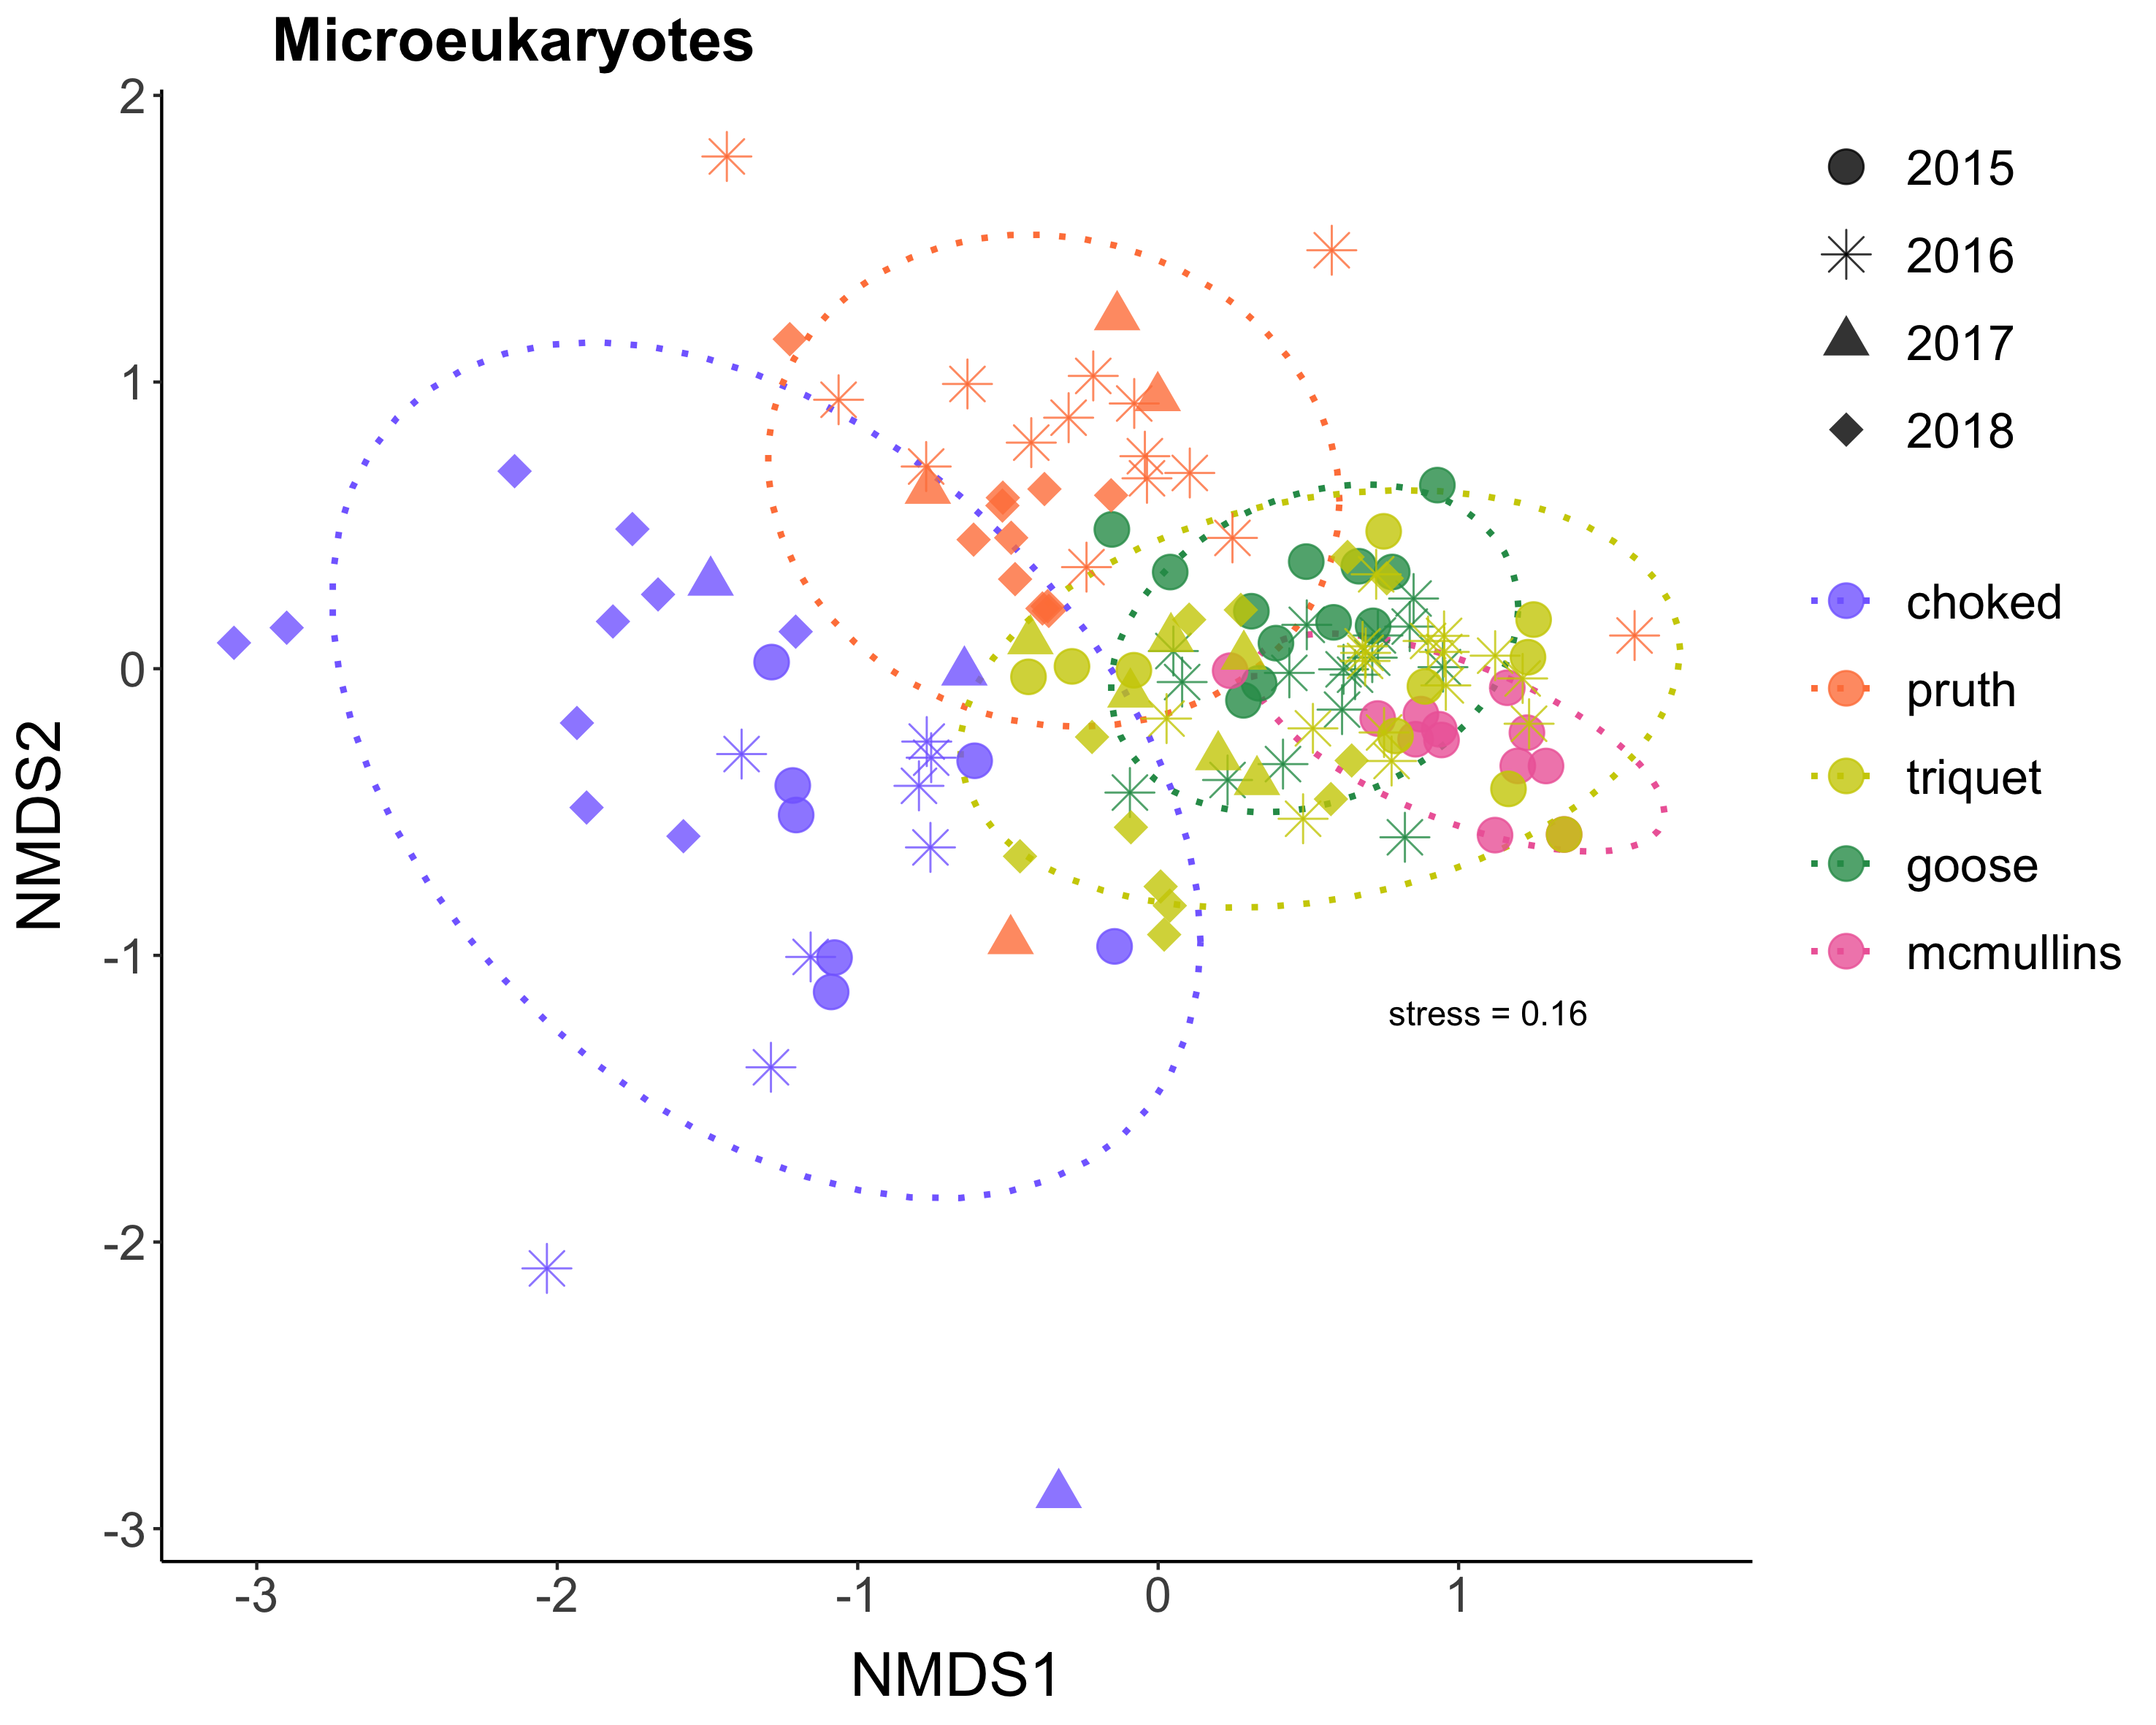 Microeukaryotes
2
1
0
-1
-2
-3
NMDS2
-3
-2
-1
0
1
NMDS1
stress = 0.16
2015
2016
2017
2018
choked
pruth
triquet
goose
mcmullins